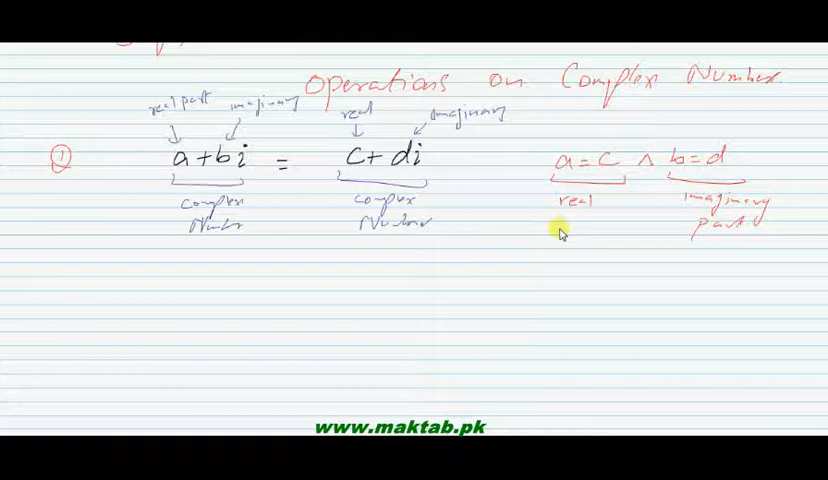 Operations on Complex Number
real part imaginary real imaginary
① a+bi = c+di a=c ∧ b=d
complex Number complex Number real imaginary part
www.maktab.pk